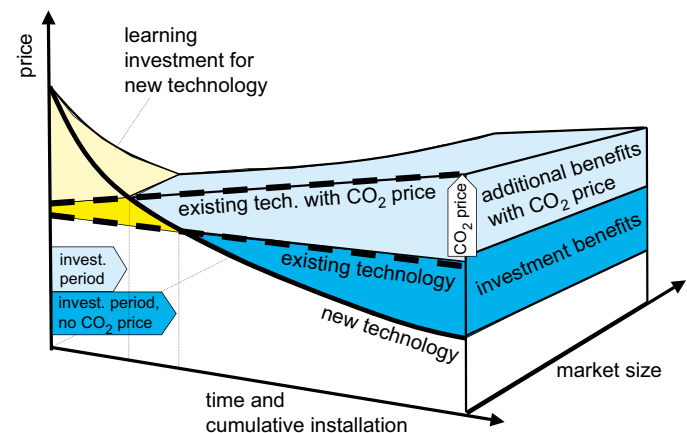 price
learning
investment for
new technology
existing tech. with CO₂ price
CO₂ price
additional benefits
with CO₂ price
existing technology
investment benefits
invest.
period
invest. period,
no CO₂ price
new technology
market size
time and
cumulative installation